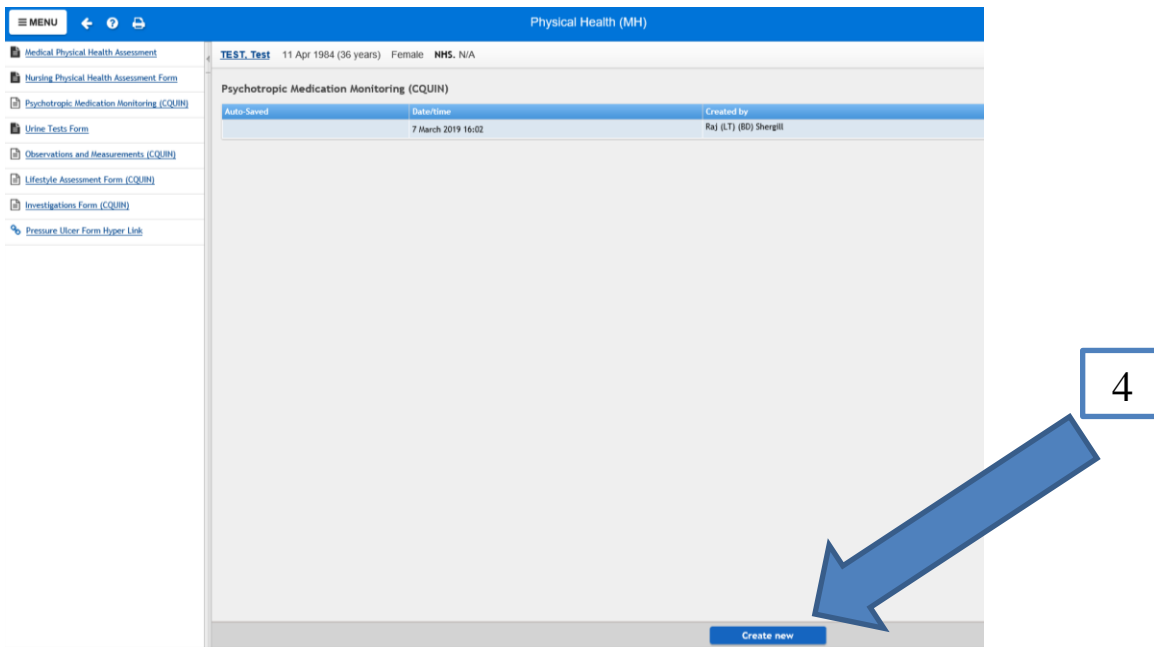 MENU
Physical Health (MH)
Medical Physical Health Assessment
Nursing Physical Health Assessment Form
Psychotropic Medication Monitoring (CQUIN)
Urine Tests Form
Observations and Measurements (CQUIN)
Lifestyle Assessment Form (CQUIN)
Investigations Form (CQUIN)
Pressure Ulcer Form Hyper Link
TEST, Test 11 Apr 1984 (36 years) Female NHS. N/A
Psychotropic Medication Monitoring (CQUIN)
Auto-Saved Date/time Created by
7 March 2019 16:02 Raj (LT) (BD) Shergill
4
Create new